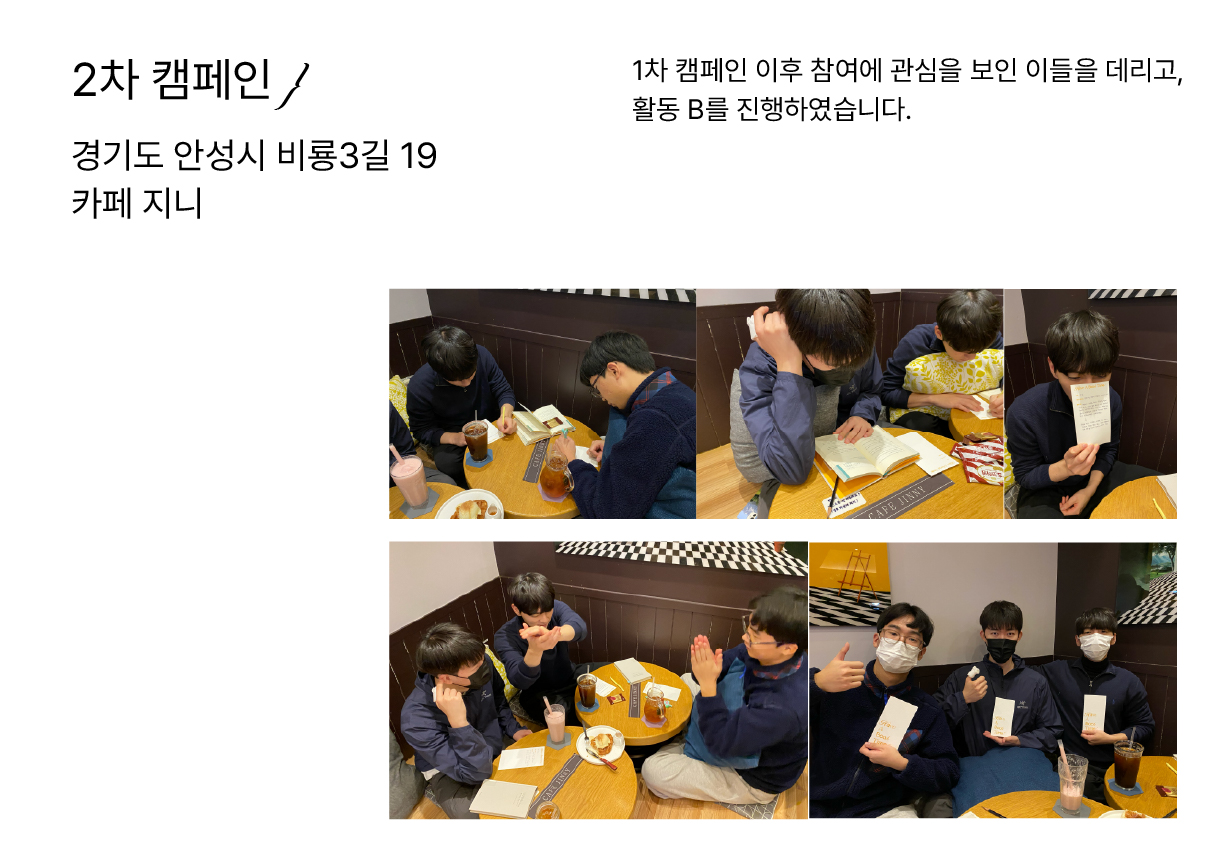 2차 캠페인
경기도 안성시 비룡3길 19
카페 지니
1차 캠페인 이후 참여에 관심을 보인 이들을 데리고,
활동 B를 진행하였습니다.
CAFE JINNY
CAFE JINNY